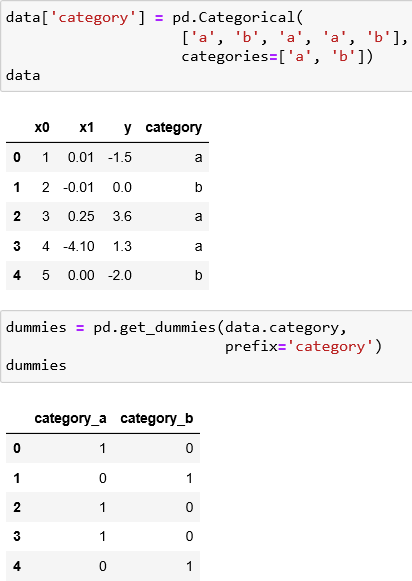 data['category'] = pd.Categorical(
['a', 'b', 'a', 'a', 'b'],
categories=['a', 'b'])
data
x0 x1 y category
0 1 0.01 -1.5 a
1 2 -0.01 0.0 b
2 3 0.25 3.6 a
3 4 -4.10 1.3 a
4 5 0.00 -2.0 b
dummies = pd.get_dummies(data.category,
prefix='category')
dummies
category_a category_b
0 1 0
1 0 1
2 1 0
3 1 0
4 0 1